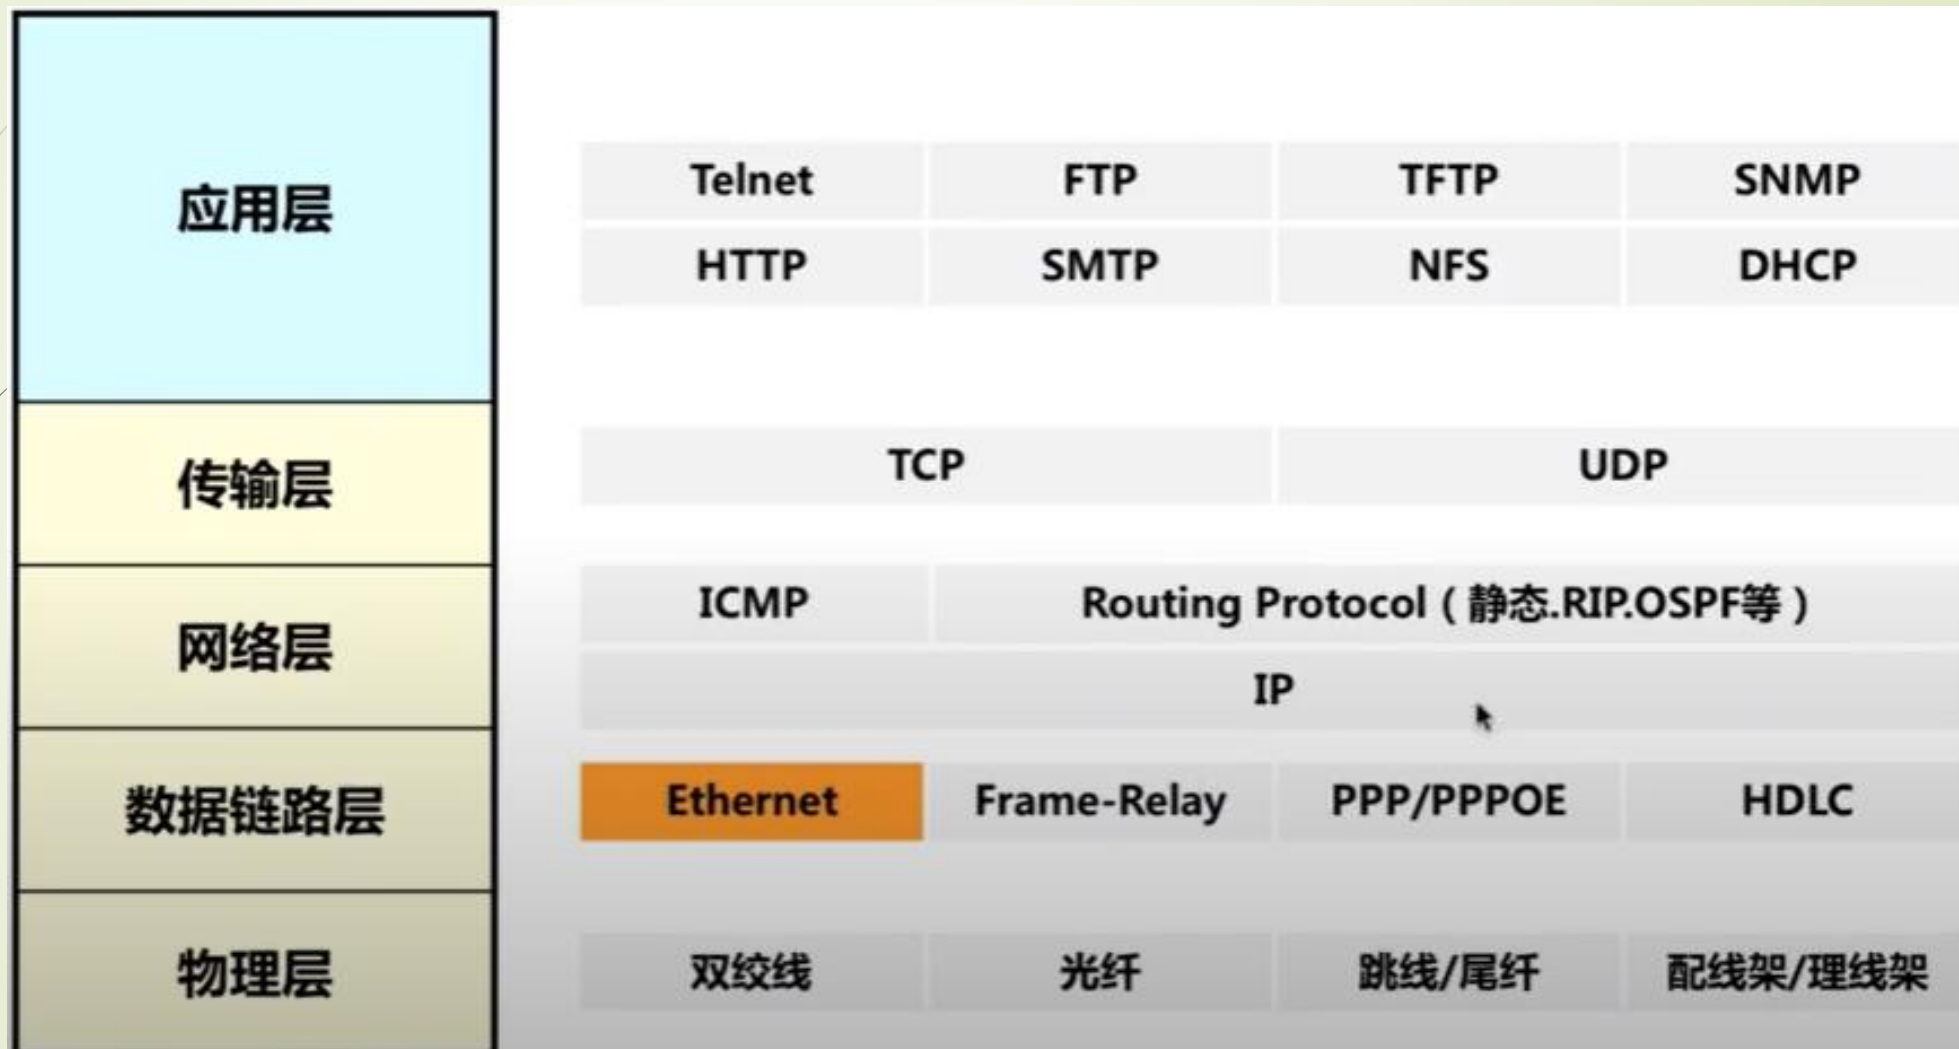 应用层
Telnet FTP TFTP SNMP
HTTP SMTP NFS DHCP
传输层
TCP UDP
网络层
ICMP Routing Protocol ( 静态.RIP.OSPF等 )
IP
数据链路层
Ethernet Frame-Relay PPP/PPPOE HDLC
物理层
双绞线 光纤 跳线/尾纤 配线架/理线架